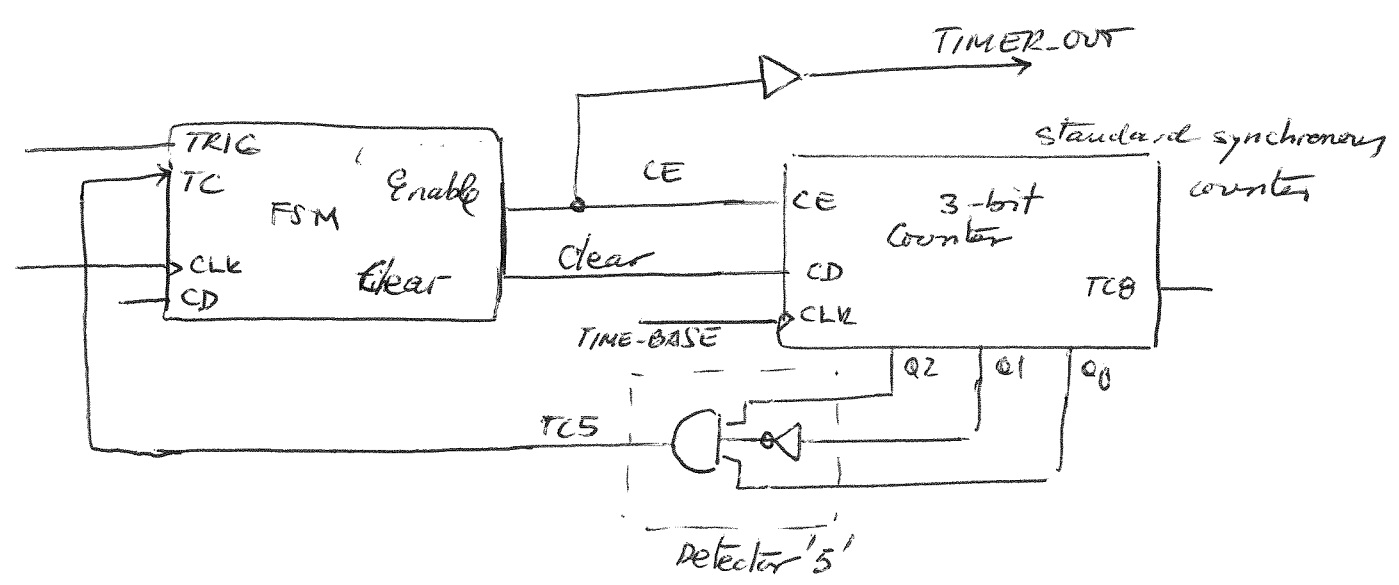 TIMER_OUT
standard synchronous
counter
TRIG
TC
FSM
Enable
Clear
CLK
CD
CE
Clear
TIME-BASE
CE
3-bit
Counter
CD
TC8
CLK
Q2
Q1
Q0
TC5
Detector '5'